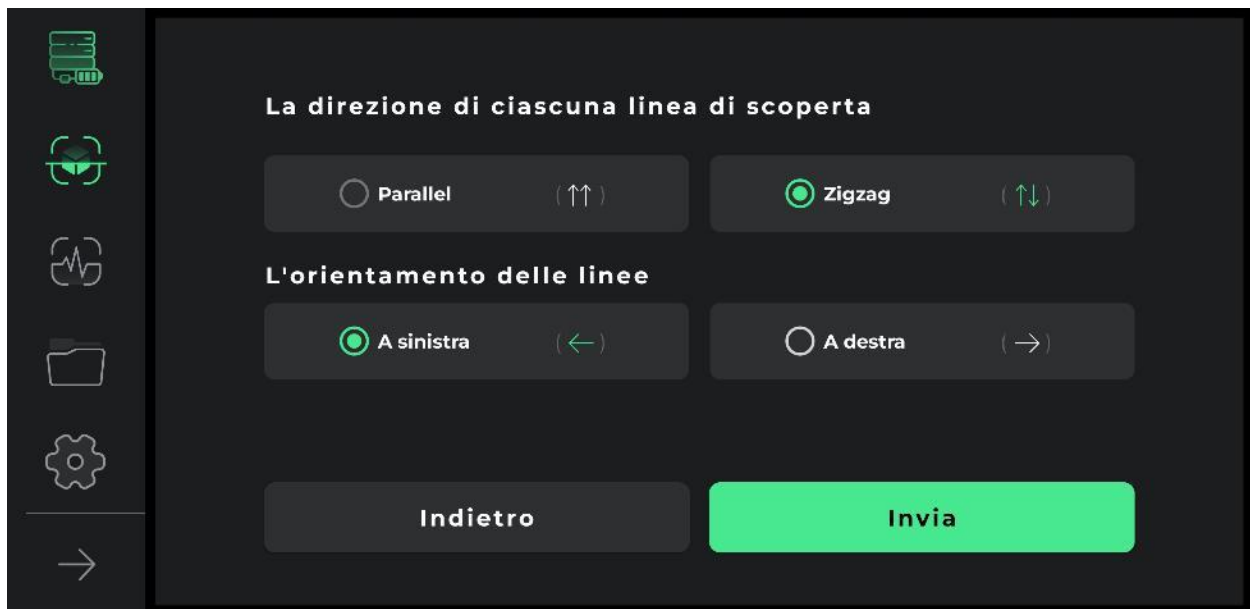 La direzione di ciascuna linea di scoperta
Parallel (↑↑) Zigzag (↑↓)
L'orientamento delle linee
A sinistra (←) A destra (→)
Indietro Invia